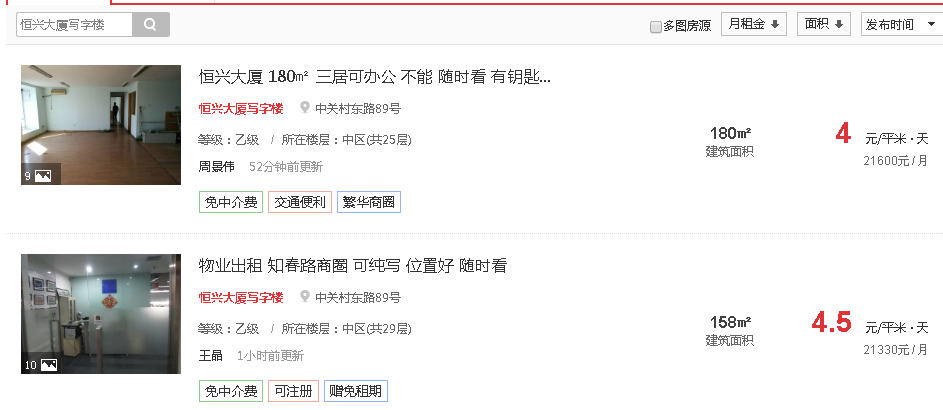 恒兴大厦写字楼
多图房源
月租金
面积
发布时间
恒兴大厦 180㎡ 三居可办公 不能 随时看 有钥匙...
恒兴大厦写字楼 中关村东路89号
等级：乙级 / 所在楼层：中区(共25层)
周景伟 52分钟前更新
免中介费 交通便利 繁华商圈
180㎡
建筑面积
4 元/平米·天
21600元/月
9
物业出租 知春路商圈 可纯写 位置好 随时看
恒兴大厦写字楼 中关村东路89号
等级：乙级 / 所在楼层：中区(共29层)
王晶 1小时前更新
免中介费 可注册 赠免租期
158㎡
建筑面积
4.5 元/平米·天
21330元/月
10